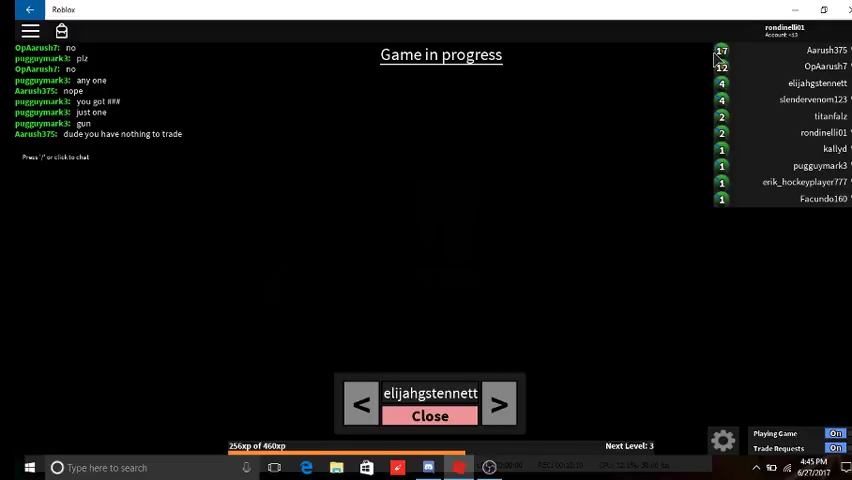 Roblox
rondinelli01
Account <13
OpAarush7: no
pugguymark3: plz
OpAarush7: no
pugguymark3: any one
Aarush375: nope
pugguymark3: you got ###
pugguymark3: just one
pugguymark3: gun
Aarush375: dude you have nothing to trade
Press '/' or click to chat
Game in progress
17 Aarush375
12 OpAarush7
4 elijahgstennett
4 slendervenom123
2 titanfalz
2 rondinelli01
1 kallyd
1 pugguymark3
1 erik_hockeyplayer777
1 Facundo160
< elijahgstennett >
Close
256xp of 460xp
Next Level: 3
Playing Game On
Trade Requests On
Type here to search
4:45 PM
6/27/2017